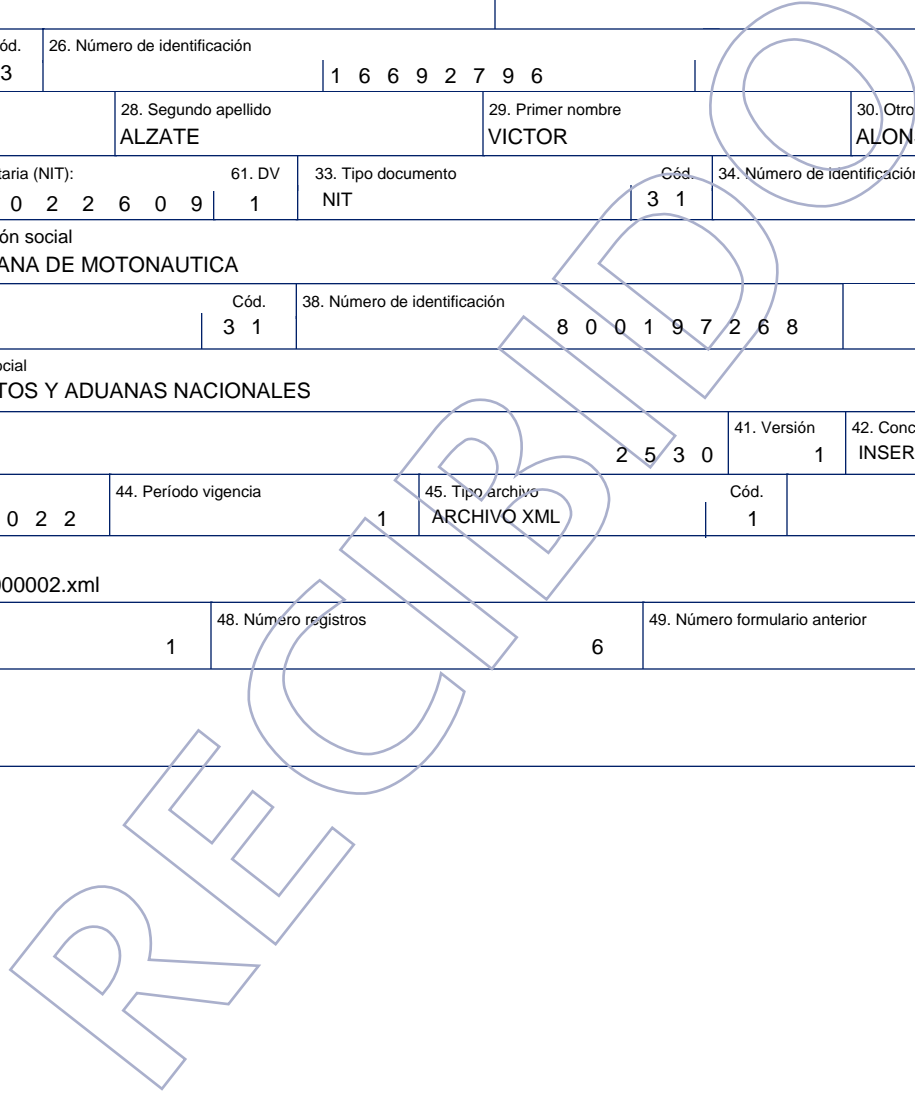 ód. 26. Número de identificación
3 1 6 6 9 2 7 9 6
28. Segundo apellido 29. Primer nombre 30. Otro
ALZATE VICTOR ALON
taria (NIT): 61. DV 33. Tipo documento Cód. 34. Número de identificación
0 2 2 6 0 9 1 NIT 3 1
ón social
ANA DE MOTONAUTICA
Cód. 38. Número de identificación
3 1 8 0 0 1 9 7 2 6 8
ocial
TOS Y ADUANAS NACIONALES
41. Versión 42. Conc
2 5 3 0 1 INSER
44. Período vigencia 45. Tipo archivo Cód.
0 2 2 1 ARCHIVO XML 1
000002.xml
48. Número registros 49. Número formulario anterior
1 6
RECIBIDO